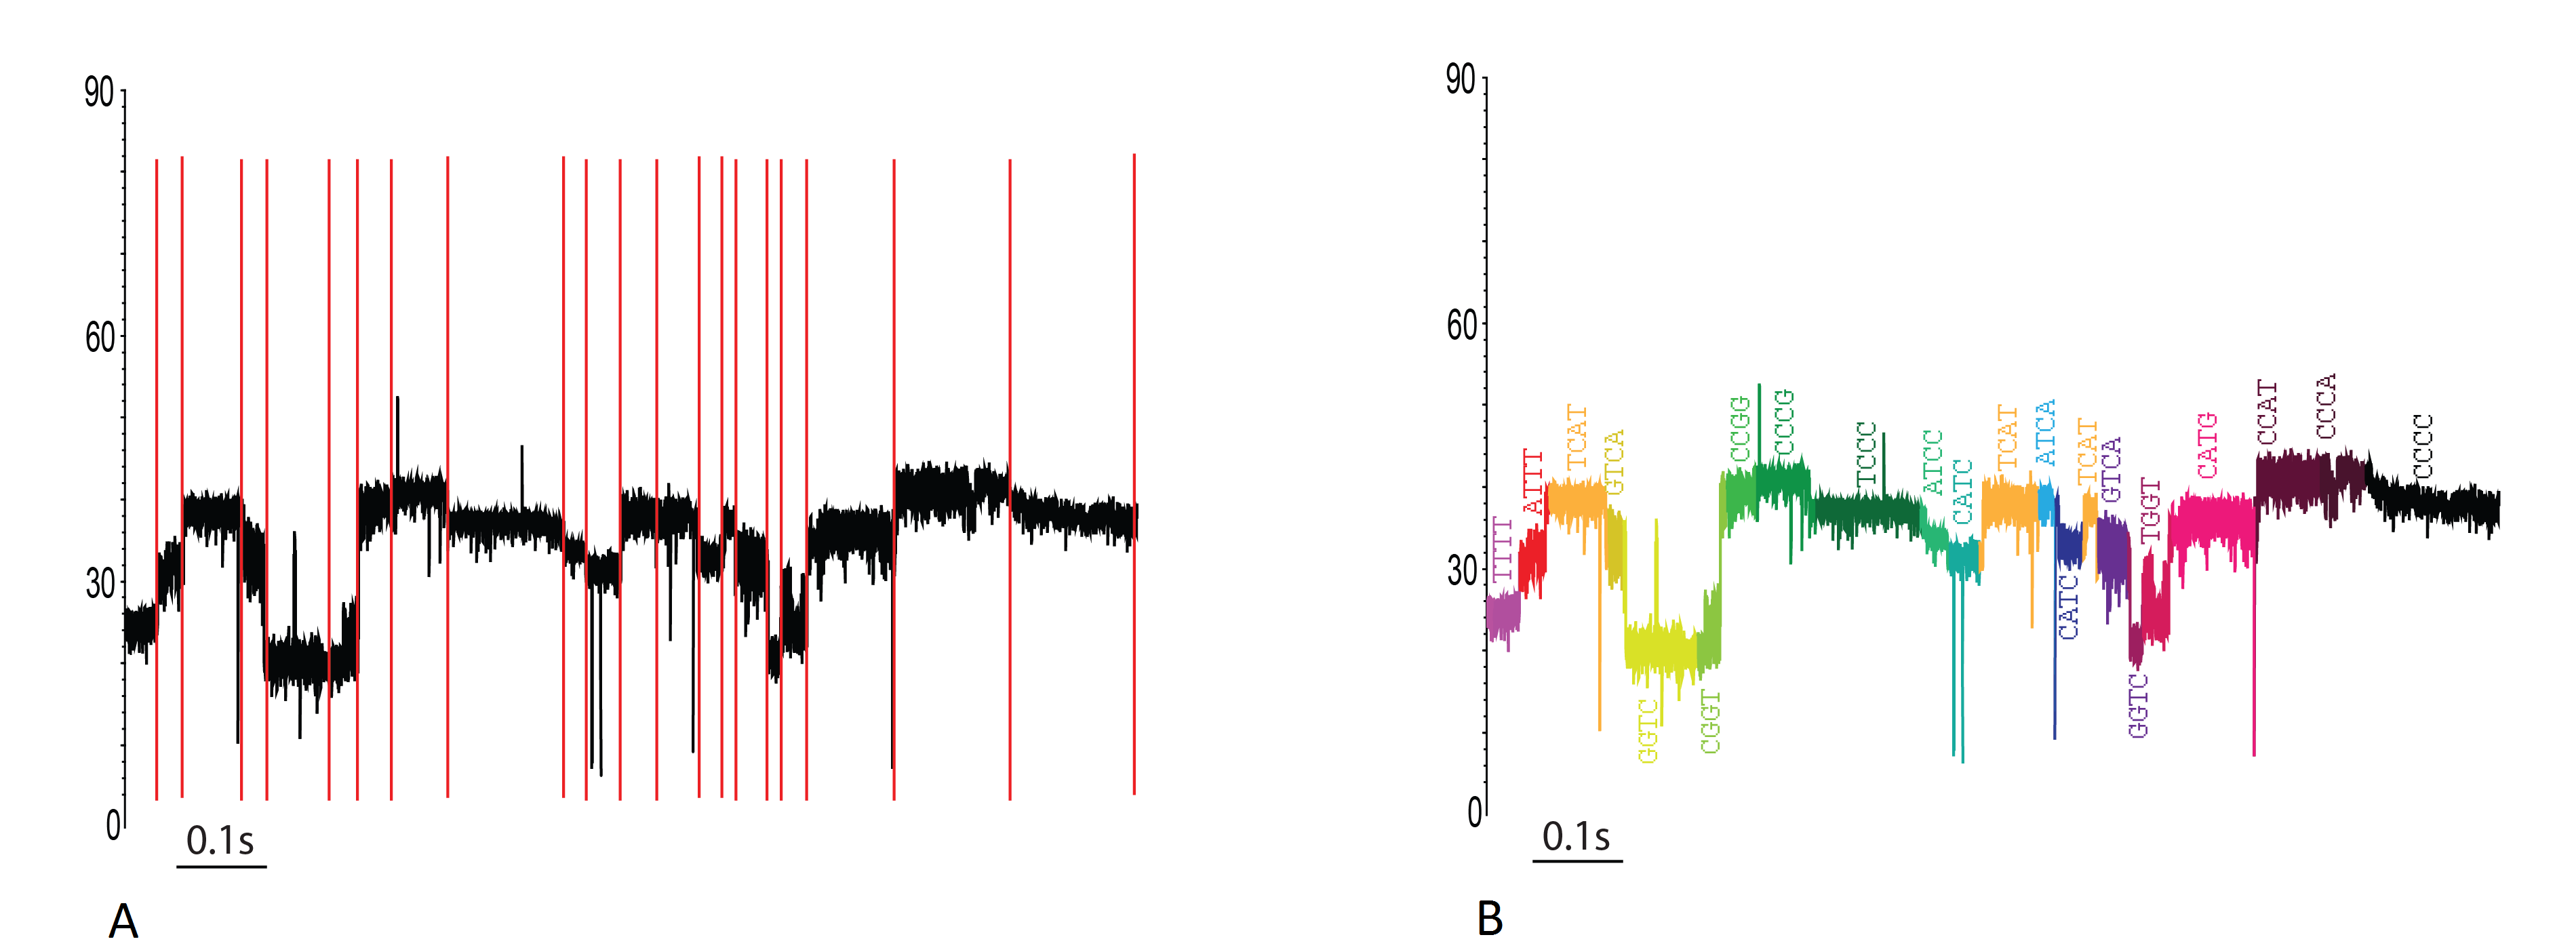 90
60
30
0
0.1s
A
90
60
30
0
TTTT
ATTT
TCAT
GTCA
GGTC
CGGT
CCGG
CCCG
TCCC
ATCC
CATC
TCAT
ATCA
CATC
TCAT
GTCA
GGTC
TGGT
CATG
CCAT
CCCA
CCCC
0.1s
B